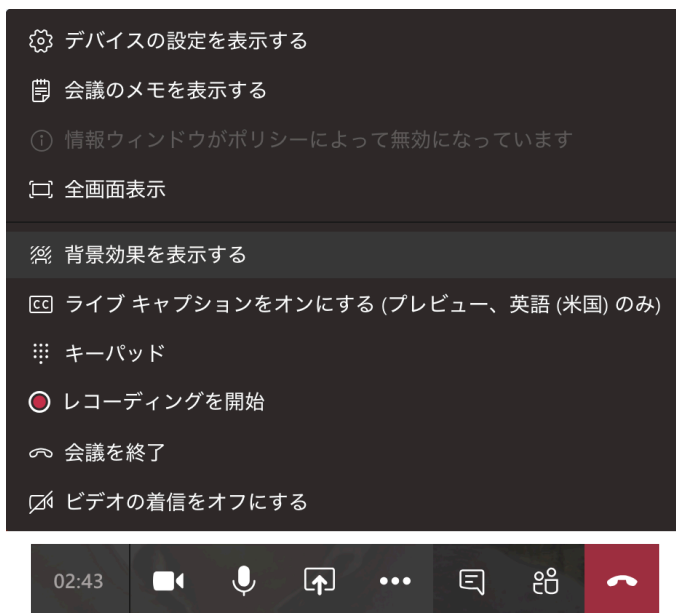 デバイスの設定を表示する
会議のメモを表示する
情報ウィンドウがポリシーによって無効になっています
全画面表示
背景効果を表示する
CC ライブ キャプションをオンにする (プレビュー、英語 (米国) のみ)
キーパッド
レコーディングを開始
会議を終了
ビデオの着信をオフにする
02:43